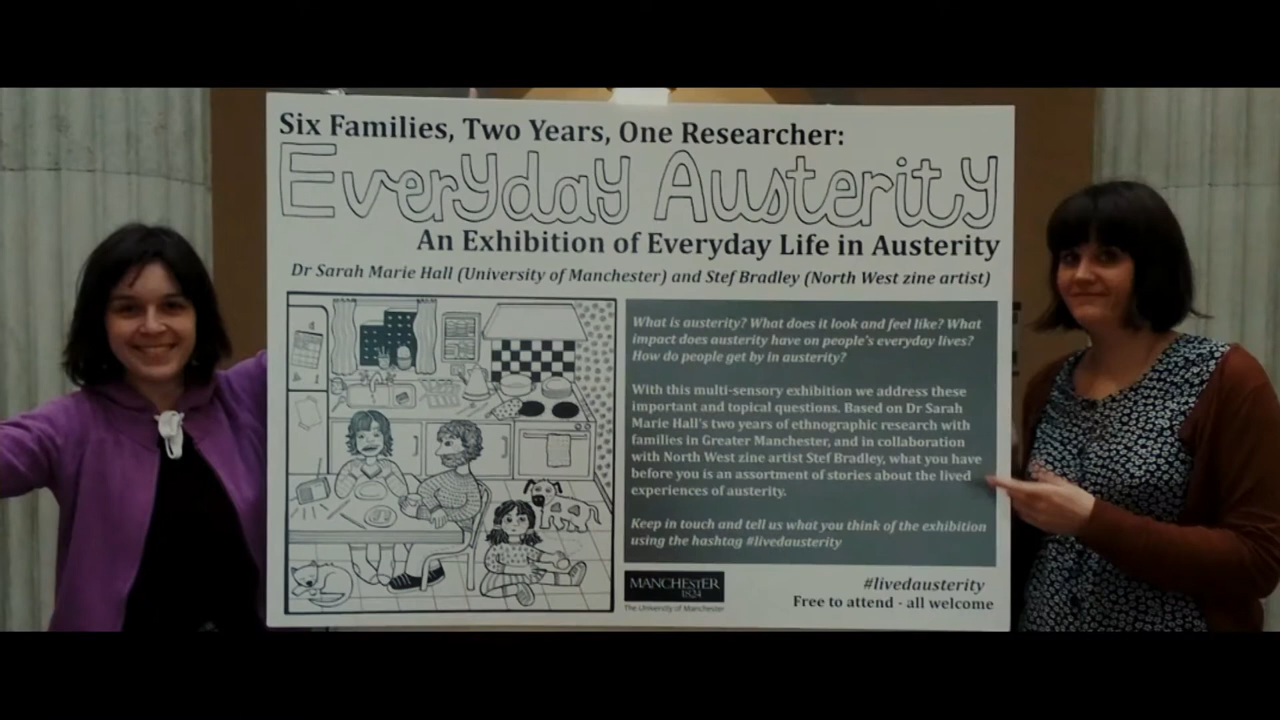 Six Families, Two Years, One Researcher:
Everyday Austerity
An Exhibition of Everyday Life in Austerity
Dr Sarah Marie Hall (University of Manchester) and Stef Bradley (North West zine artist)
What is austerity? What does it look and feel like? What
impact does austerity have on people's everyday lives?
How do people get by in austerity?
With this multi-sensory exhibition we address these
important and topical questions. Based on Dr Sarah
Marie Hall's two years of ethnographic research with
families in Greater Manchester, and in collaboration
with North West zine artist Stef Bradley, what you have
before you is an assortment of stories about the lived
experiences of austerity.
Keep in touch and tell us what you think of the exhibition
using the hashtag #livedausterity
MANCHESTER
1824
The University of Manchester
#livedausterity
Free to attend - all welcome